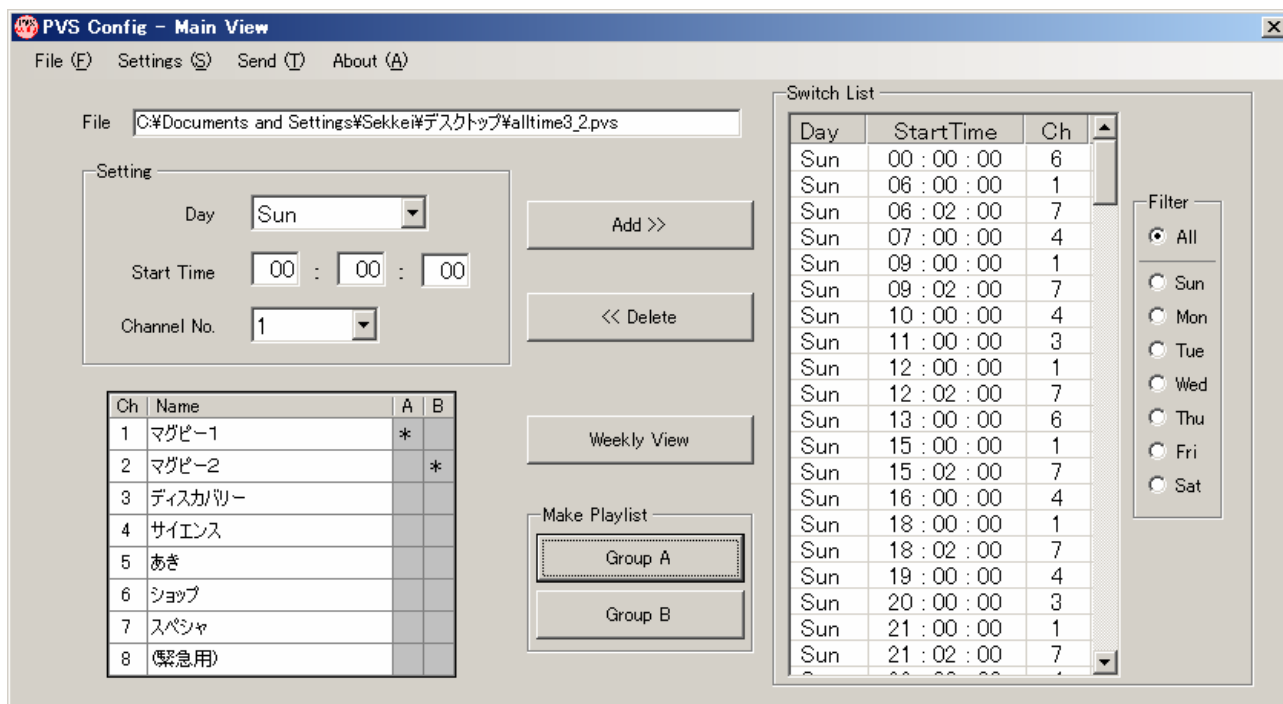 PVS Config - Main View
File (F) Settings (S) Send (T) About (A)
File C:¥Documents and Settings¥Sekkei¥デスクトップ¥alltime3_2.pvs
Setting
Day Sun
Start Time 00 : 00 : 00
Channel No. 1
Ch Name A B
1 マグピー1 *
2 マグピー2 *
3 ディスカバリー
4 サイエンス
5 あき
6 ショップ
7 スペシャ
8 (緊急用)
Add >>
<< Delete
Weekly View
Make Playlist
Group A
Group B
Switch List
Day StartTime Ch
Sun 00 : 00 : 00 6
Sun 06 : 00 : 00 1
Sun 06 : 02 : 00 7
Sun 07 : 00 : 00 4
Sun 09 : 00 : 00 1
Sun 09 : 02 : 00 7
Sun 10 : 00 : 00 4
Sun 11 : 00 : 00 3
Sun 12 : 00 : 00 1
Sun 12 : 02 : 00 7
Sun 13 : 00 : 00 6
Sun 15 : 00 : 00 1
Sun 15 : 02 : 00 7
Sun 16 : 00 : 00 4
Sun 18 : 00 : 00 1
Sun 18 : 02 : 00 7
Sun 19 : 00 : 00 4
Sun 20 : 00 : 00 3
Sun 21 : 00 : 00 1
Sun 21 : 02 : 00 7
Filter
All
Sun
Mon
Tue
Wed
Thu
Fri
Sat